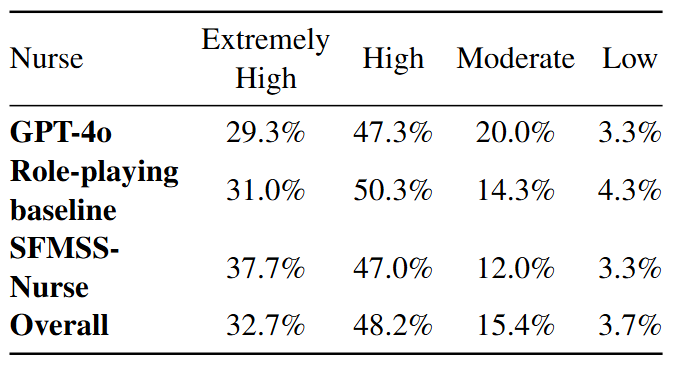 Nurse Extremely High High Moderate Low
GPT-4o 29.3% 47.3% 20.0% 3.3%
Role-playing baseline 31.0% 50.3% 14.3% 4.3%
SFMSS-Nurse 37.7% 47.0% 12.0% 3.3%
Overall 32.7% 48.2% 15.4% 3.7%